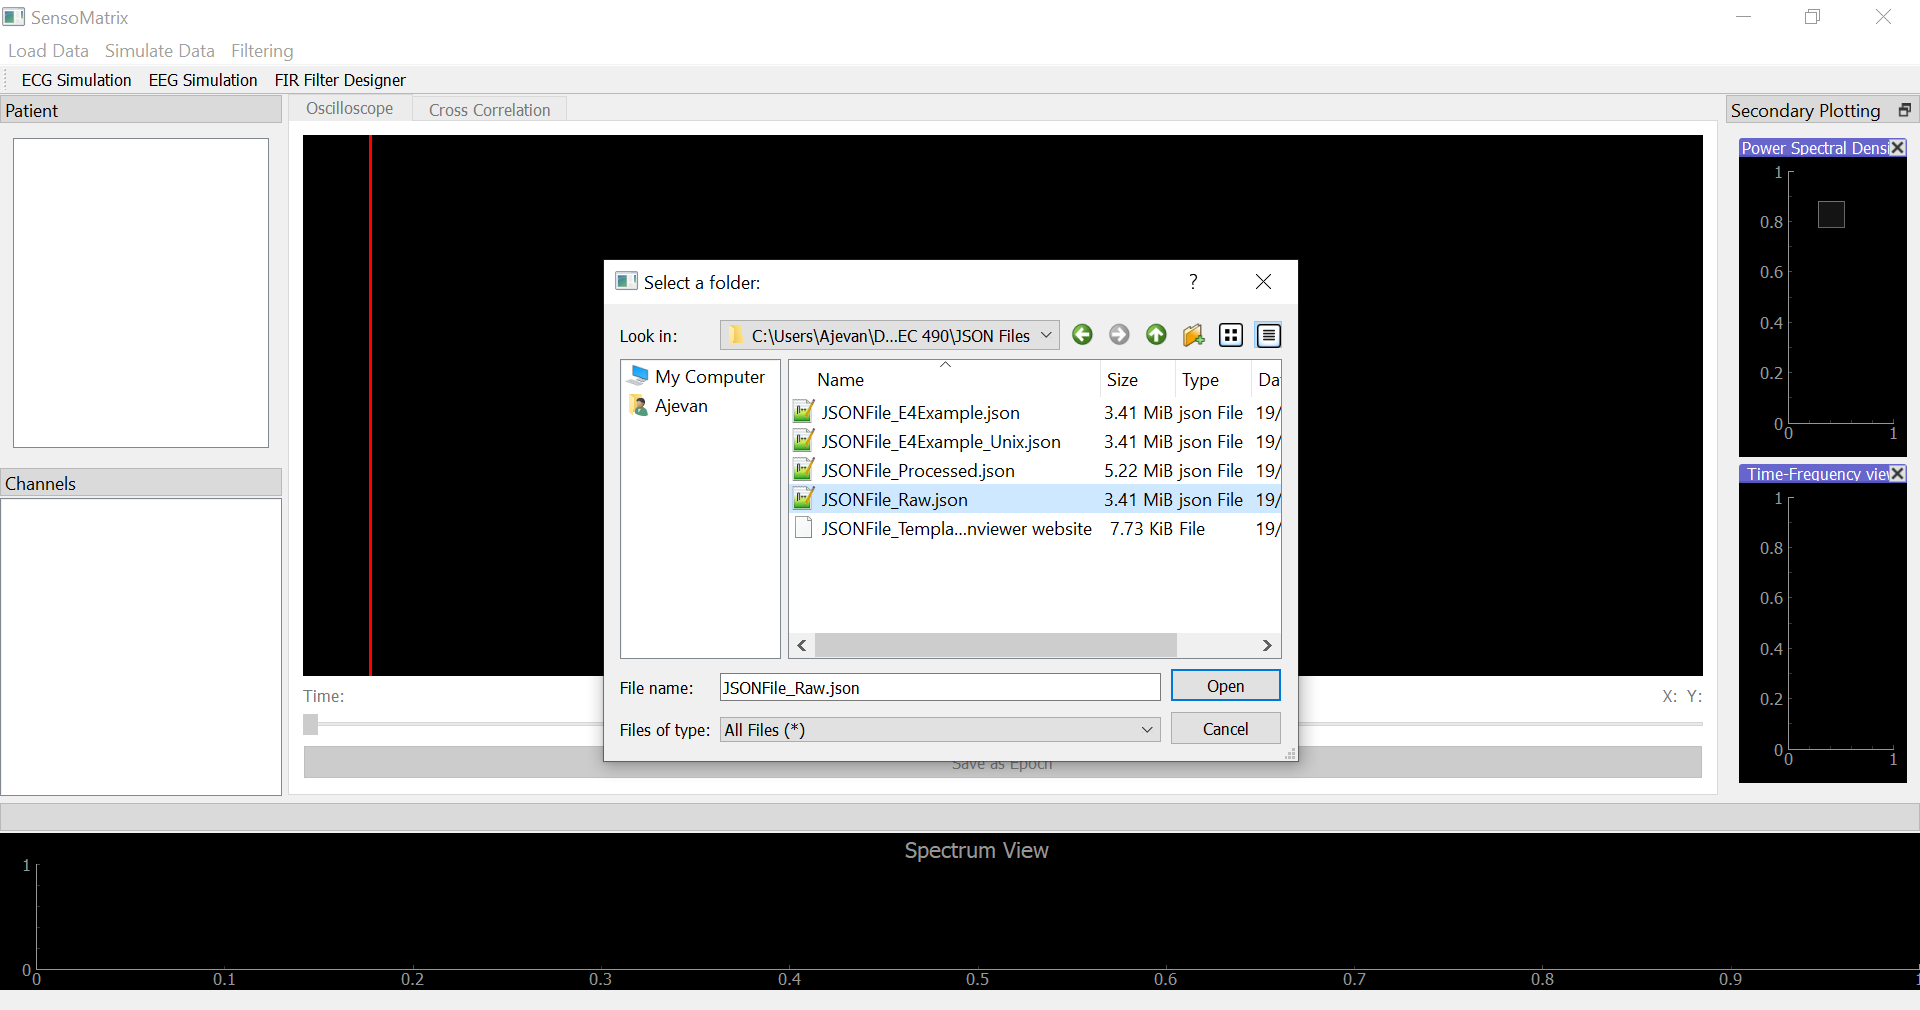 SensoMatrix
Load Data Simulate Data Filtering
ECG Simulation EEG Simulation FIR Filter Designer
Patient
Oscilloscope Cross Correlation
Secondary Plotting
Power Spectral Densi
1
0.8
0.6
0.4
0.2
0
0 1
Select a folder:
?
Look in: C:\Users\Ajevan\D...EC 490\JSON Files
My Computer
Ajevan
Name Size Type Da
JSONFile_E4Example.json 3.41 MiB json File 19/
JSONFile_E4Example_Unix.json 3.41 MiB json File 19/
JSONFile_Processed.json 5.22 MiB json File 19/
JSONFile_Raw.json 3.41 MiB json File 19/
JSONFile_Templa...nviewer website 7.73 KiB File 19/
File name: JSONFile_Raw.json Open
Files of type: All Files (*) Cancel
Channels
Time-Frequency vie
1
0.8
0.6
0.4
0.2
0
0 1
Time: X: Y:
Save as Epoch
Spectrum View
1
0
0 0.1 0.2 0.3 0.4 0.5 0.6 0.7 0.8 0.9 1